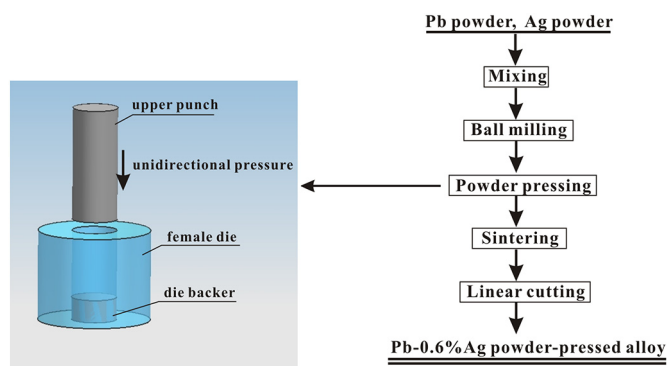 upper punch
unidirectional pressure
female die
die backer
Pb powder, Ag powder
Mixing
Ball milling
Powder pressing
Sintering
Linear cutting
Pb-0.6%Ag powder-pressed alloy